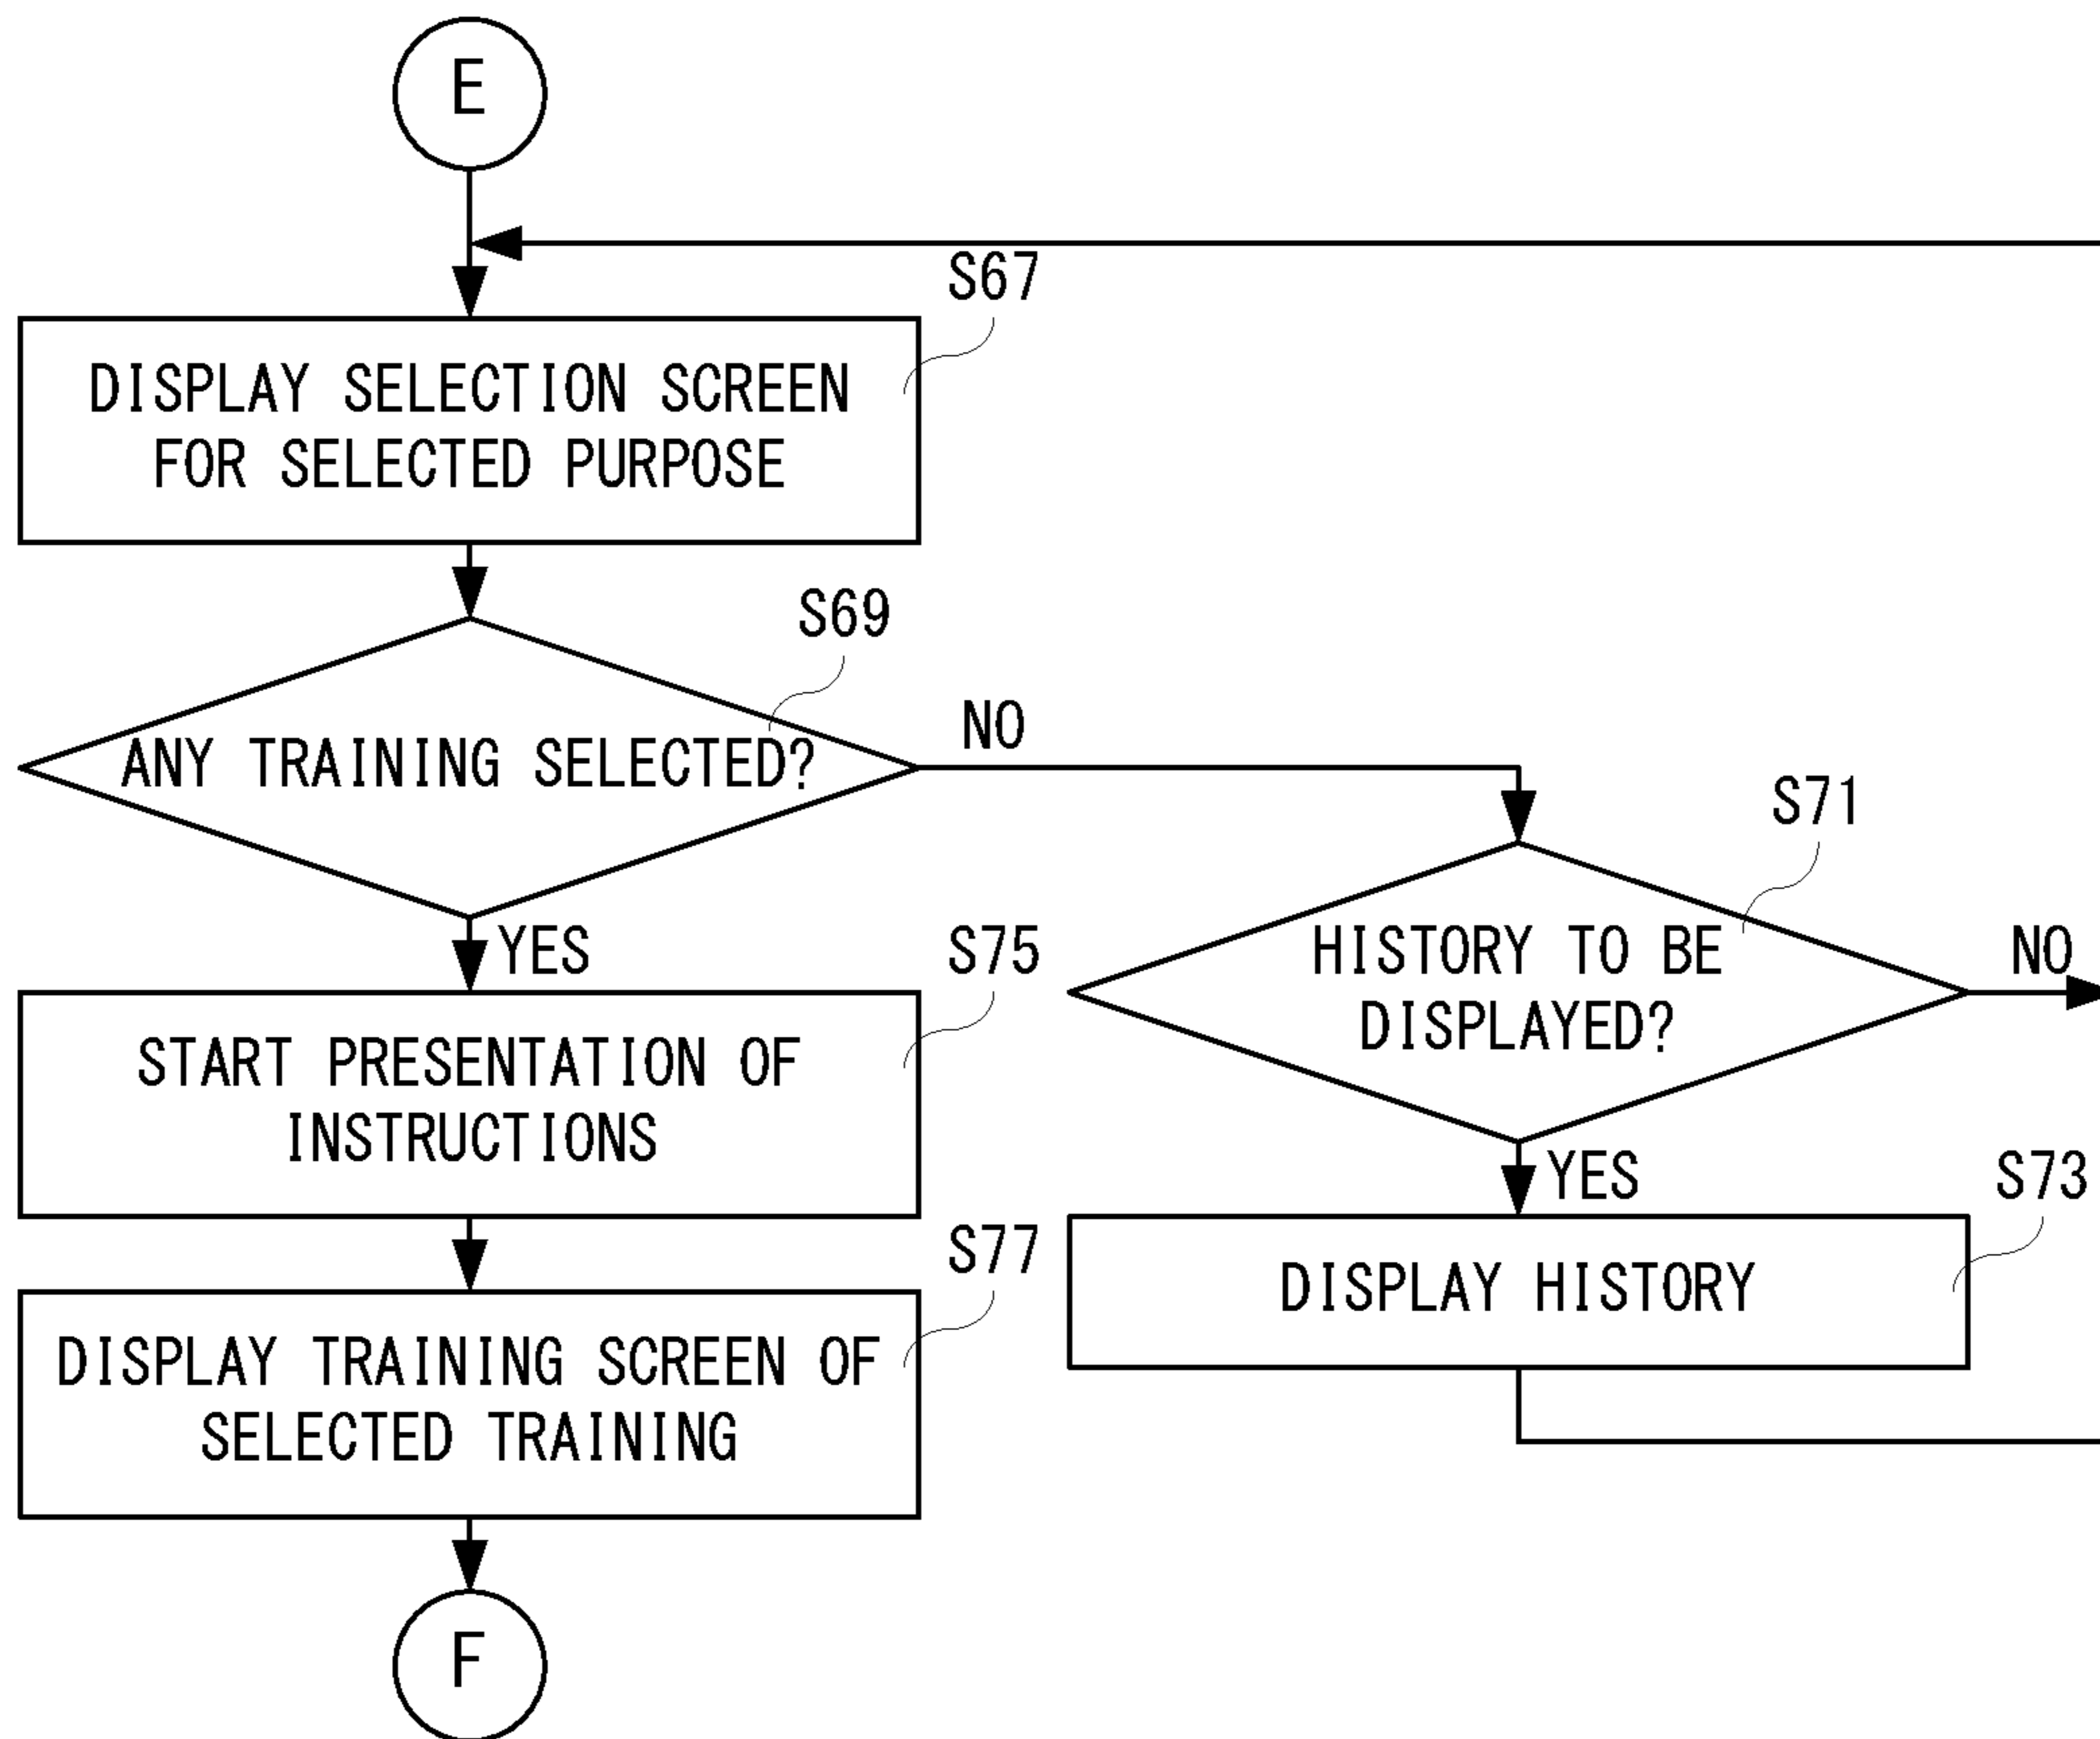 E
S67
DISPLAY SELECTION SCREEN
FOR SELECTED PURPOSE
S69
ANY TRAINING SELECTED?
NO
YES
S71
HISTORY TO BE
DISPLAYED?
NO
YES
S73
DISPLAY HISTORY
S75
START PRESENTATION OF
INSTRUCTIONS
S77
DISPLAY TRAINING SCREEN OF
SELECTED TRAINING
F